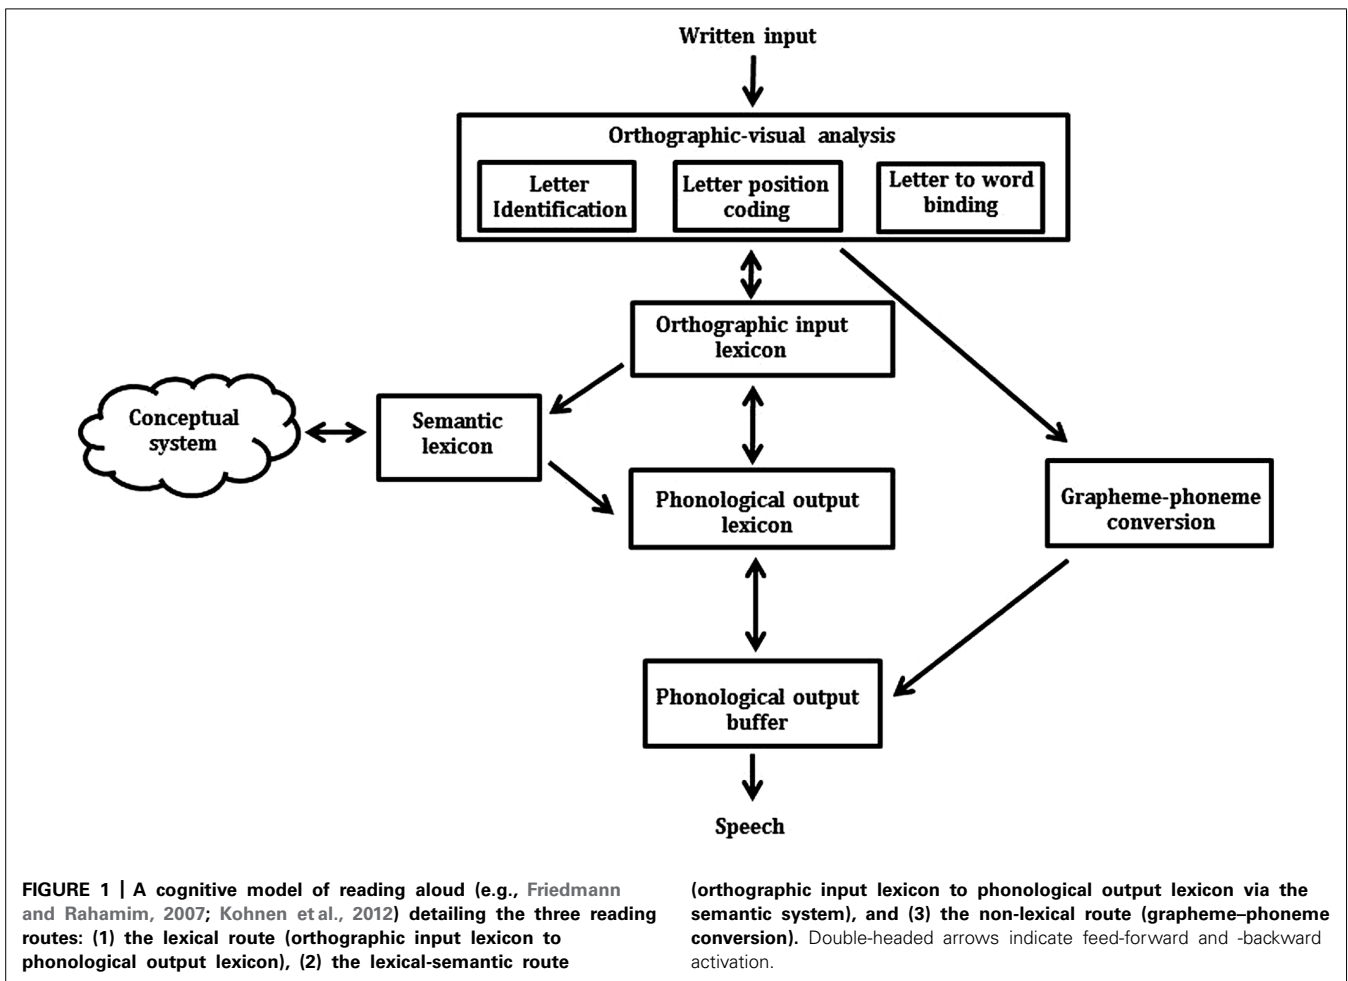 Written input
Orthographic-visual analysis
Letter
Identification
Letter position
coding
Letter to word
binding
Orthographic input
lexicon
Conceptual
system
Semantic
lexicon
Phonological output
lexicon
Grapheme-phoneme
conversion
Phonological output
buffer
Speech
FIGURE 1 | A cognitive model of reading aloud (e.g., Friedmann
and Rahamim, 2007; Kohnen et al., 2012) detailing the three reading
routes: (1) the lexical route (orthographic input lexicon to
phonological output lexicon), (2) the lexical-semantic route
(orthographic input lexicon to phonological output lexicon via the
semantic system), and (3) the non-lexical route (grapheme–phoneme
conversion). Double-headed arrows indicate feed-forward and -backward
activation.